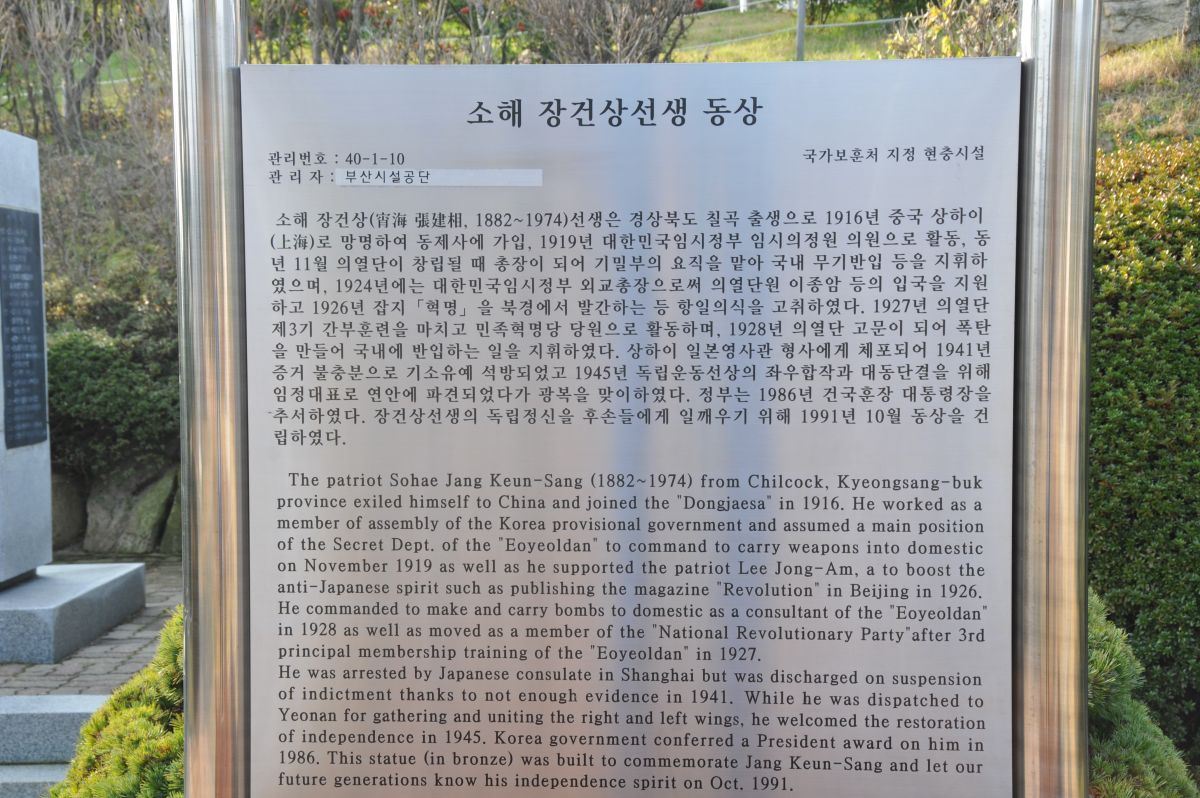 소해 장건상선생 동상
관리번호 : 40-1-10
국가보훈처 지정 현충시설
관 리 자 : 부산시설공단
소해 장건상(宵海 張建相, 1882~1974)선생은 경상북도 칠곡 출생으로 1916년 중국 상하이
(上海)로 망명하여 동제사에 가입, 1919년 대한민국임시정부 임시의정원 의원으로 활동, 동
년 11월 의열단이 창립될 때 총장이 되어 기밀부의 요직을 맡아 국내 무기반입 등을 지휘하
였으며, 1924년에는 대한민국임시정부 외교총장으로써 의열단원 이종암 등의 입국을 지원
하고 1926년 잡지「혁명」을 북경에서 발간하는 등 항일의식을 고취하였다. 1927년 의열단
제3기 간부훈련을 마치고 민족혁명당 당원으로 활동하며, 1928년 의열단 고문이 되어 폭탄
을 만들어 국내에 반입하는 일을 지휘하였다. 상하이 일본영사관 형사에게 체포되어 1941년
증거 불충분으로 기소유예 석방되었고 1945년 독립운동선상의 좌우합작과 대동단결을 위해
임정대표로 연안에 파견되었다가 광복을 맞이하였다. 정부는 1986년 건국훈장 대통령장을
추서하였다. 장건상선생의 독립정신을 후손들에게 일깨우기 위해 1991년 10월 동상을 건
립하였다.
The patriot Sohae Jang Keun-Sang (1882~1974) from Chilcock, Kyeongsang-buk
province exiled himself to China and joined the "Dongjaesa" in 1916. He worked as a
member of assembly of the Korea provisional government and assumed a main position
of the Secret Dept. of the "Eoyeoldan" to command to carry weapons into domestic
on November 1919 as well as he supported the patriot Lee Jong-Am, a to boost the
anti-Japanese spirit such as publishing the magazine "Revolution" in Beijing in 1926.
He commanded to make and carry bombs to domestic as a consultant of the "Eoyeoldan"
in 1928 as well as moved as a member of the "National Revolutionary Party"after 3rd
principal membership training of the "Eoyeoldan" in 1927.
He was arrested by Japanese consulate in Shanghai but was discharged on suspension
of indictment thanks to not enough evidence in 1941. While he was dispatched to
Yeonan for gathering and uniting the right and left wings, he welcomed the restoration
of independence in 1945. Korea government conferred a President award on him in
1986. This statue (in bronze) was built to commemorate Jang Keun-Sang and let our
future generations know his independence spirit on Oct. 1991.